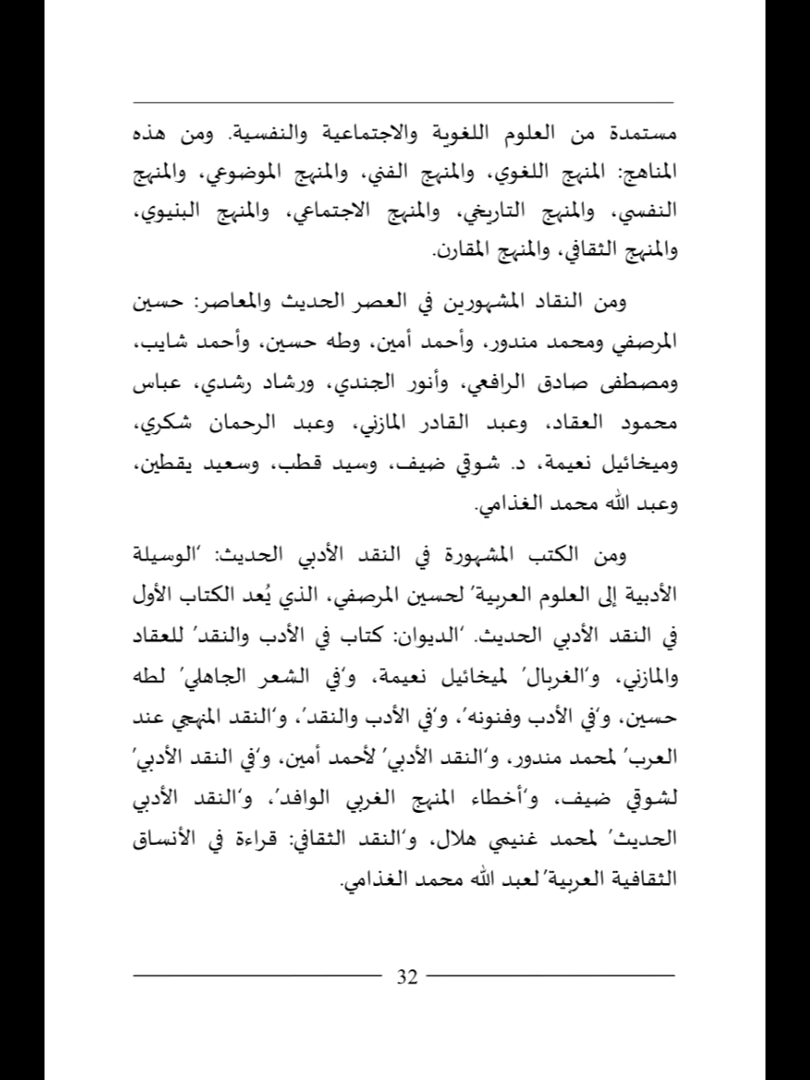 مستمدة من العلوم اللغوية والاجتماعية والنفسية. ومن هذه
المناهج: المنهج اللغوي، والمنهج الفني، والمنهج الموضوعي، والمنهج
النفسي، والمنهج التاريخي، والمنهج الاجتماعي، والمنهج البنيوي،
والمنهج الثقافي، والمنهج المقارن.
ومن النقاد المشهورين في العصر الحديث والمعاصر: حسين
المرصفي ومحمد مندور، وأحمد أمين، وطه حسين، وأحمد شايب،
ومصطفى صادق الرافعي، وأنور الجندي، ورشاد رشدي، عباس
محمود العقاد، وعبد القادر المازني، وعبد الرحمان شكري،
وميخائيل نعيمة، د. شوقي ضيف، وسيد قطب، وسعيد يقطين،
وعبد الله محمد الغذامي.
ومن الكتب المشهورة في النقد الأدبي الحديث: ‘الوسيلة
الأدبية إلى العلوم العربية’ لحسين المرصفي، الذي يُعد الكتاب الأول
في النقد الأدبي الحديث. ‘الديوان: كتاب في الأدب والنقد’ للعقاد
والمازني، و‘الغربال’ لميخائيل نعيمة، و‘في الشعر الجاهلي’ لطه
حسين، و‘في الأدب وفنونه’، و‘في الأدب والنقد’، و‘النقد المنهجي عند
العرب’ لمحمد مندور، و‘النقد الأدبي’ لأحمد أمين، و‘في النقد الأدبي’
لشوقي ضيف، و‘أخطاء المنهج الغربي الوافد’، و‘النقد الأدبي
الحديث’ لمحمد غنيمي هلال، و‘النقد الثقافي: قراءة في الأنساق
الثقافية العربية’ لعبد الله محمد الغذامي.
32